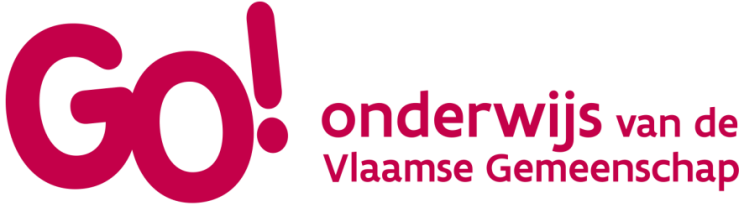 GO!
onderwijs van de
Vlaamse Gemeenschap